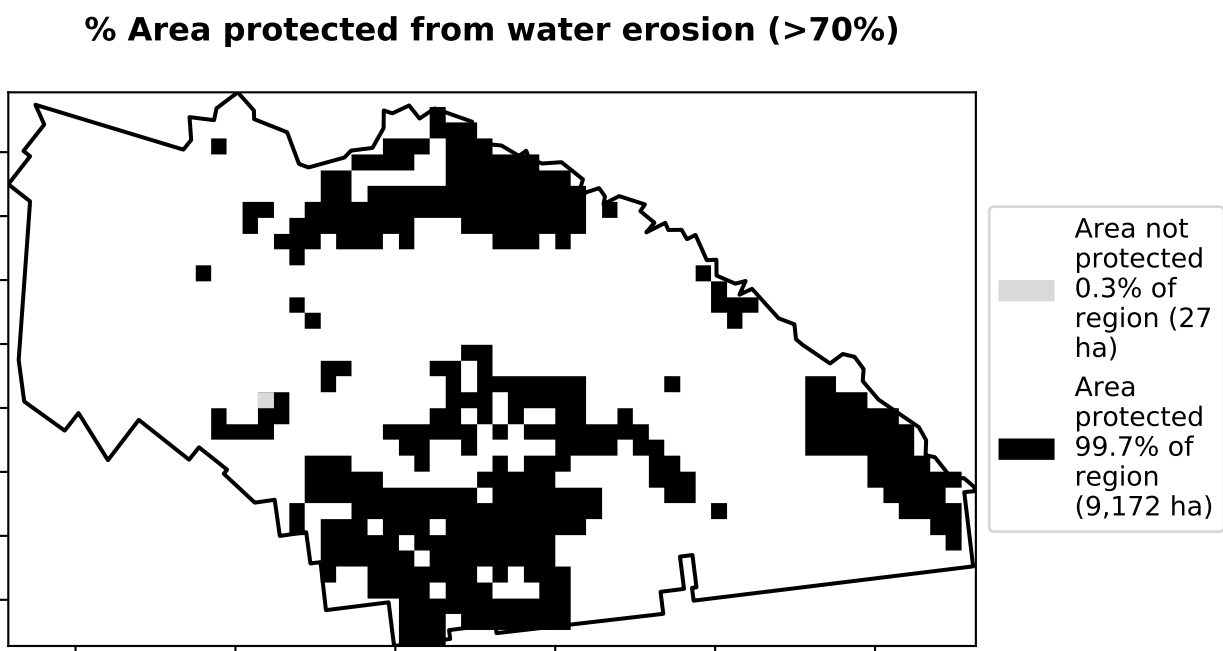 % Area protected from water erosion (>70%)
Area not
protected
0.3% of
region (27
ha)
Area
protected
99.7% of
region
(9,172 ha)